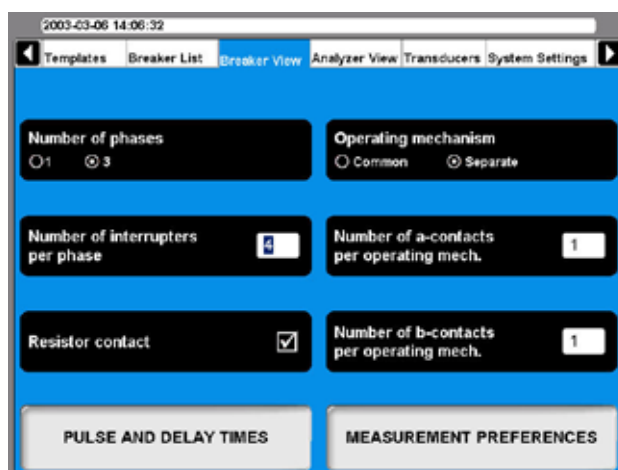 2003-03-06 14:06:32
Templates Breaker List Breaker View Analyzer View Transducers System Settings
Number of phases
1 3
Operating mechanism
Common Separate
Number of interrupters
per phase
4
Number of a-contacts
per operating mech.
1
Resistor contact
Number of b-contacts
per operating mech.
1
PULSE AND DELAY TIMES
MEASUREMENT PREFERENCES